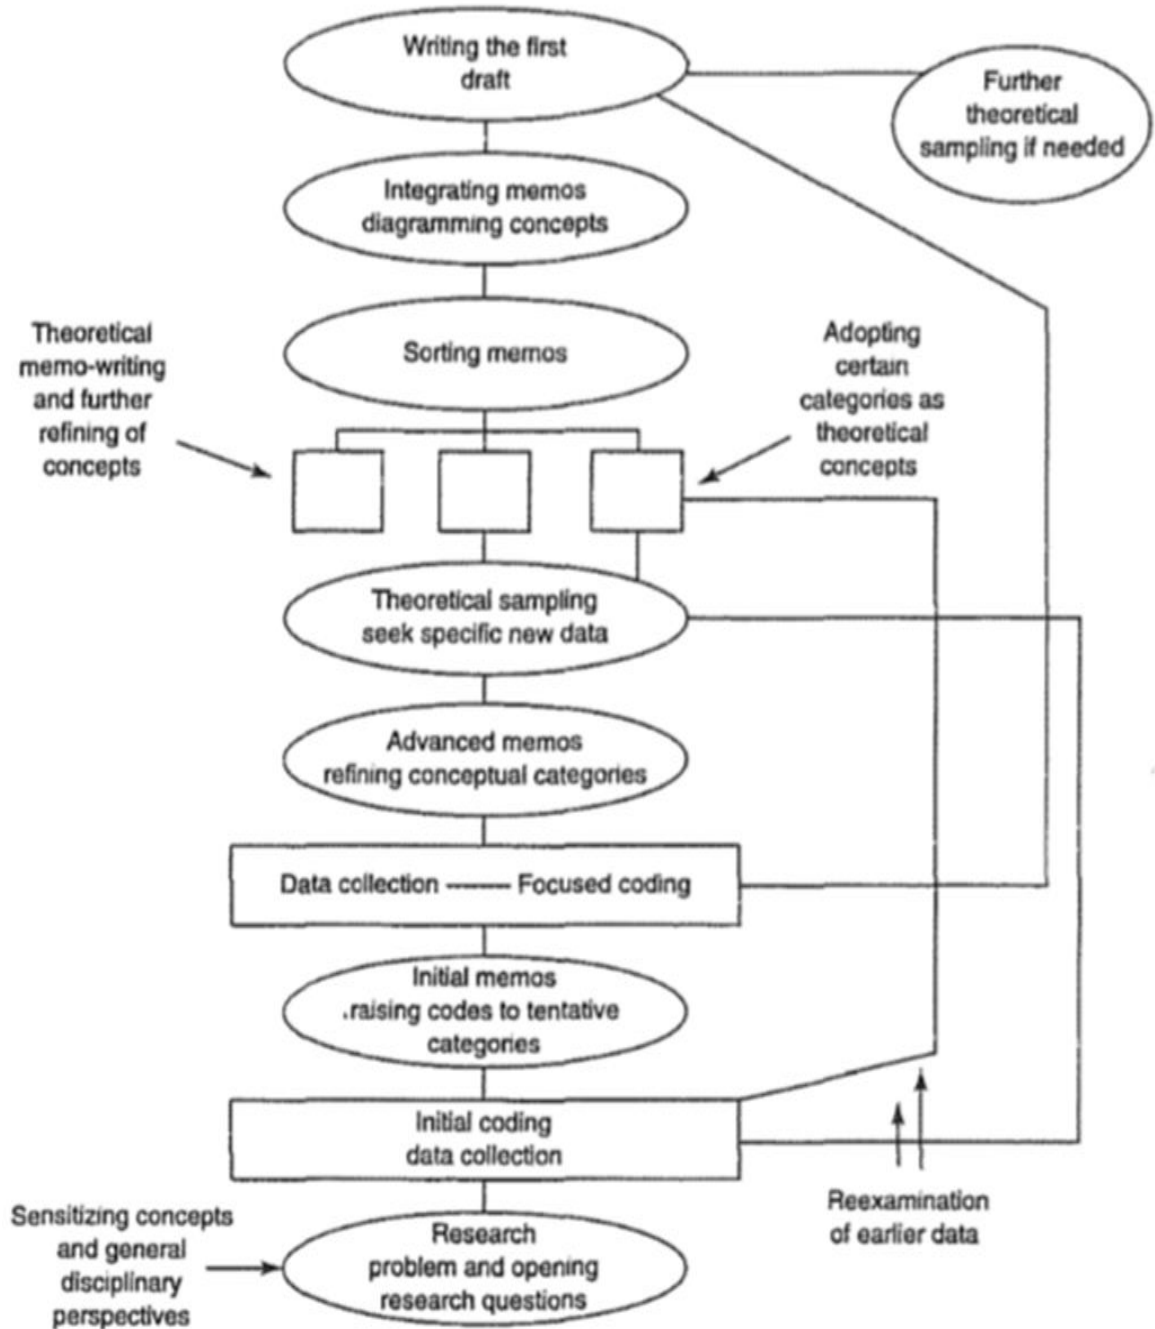 Writing the first
draft
Further
theoretical
sampling if needed
Integrating memos
diagramming concepts
Sorting memos
Theoretical
memo-writing
and further
refining of
concepts
Adopting
certain
categories as
theoretical
concepts
Theoretical sampling
seek specific new data
Advanced memos
refining conceptual categories
Data collection ------- Focused coding
Initial memos
raising codes to tentative
categories
Initial coding
data collection
Reexamination
of earlier data
Sensitizing concepts
and general
disciplinary
perspectives
Research
problem and opening
research questions